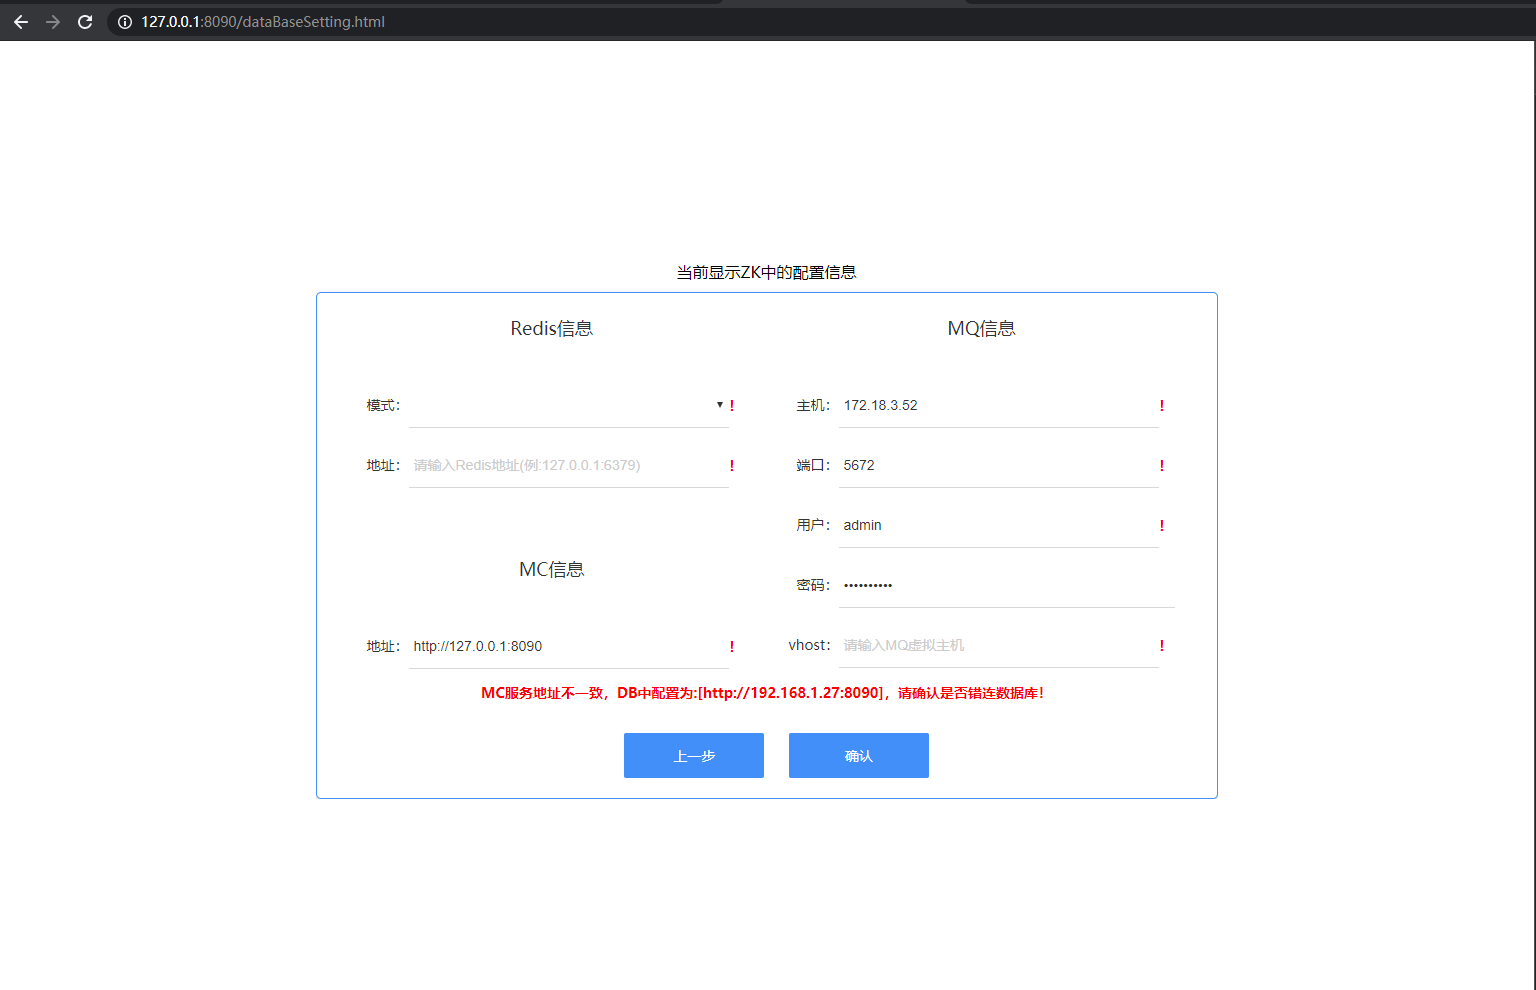 127.0.0.1:8090/dataBaseSetting.html
当前显示ZK中的配置信息
Redis信息
模式：
▼ !
地址：
请输入Redis地址(例:127.0.0.1:6379)
!
MC信息
地址：
http://127.0.0.1:8090
!
MQ信息
主机：
172.18.3.52
!
端口：
5672
!
用户：
admin
!
密码：
••••••••••
vhost：
请输入MQ虚拟主机
!
MC服务地址不一致，DB中配置为:[http://192.168.1.27:8090]，请确认是否错连数据库！
上一步
确认